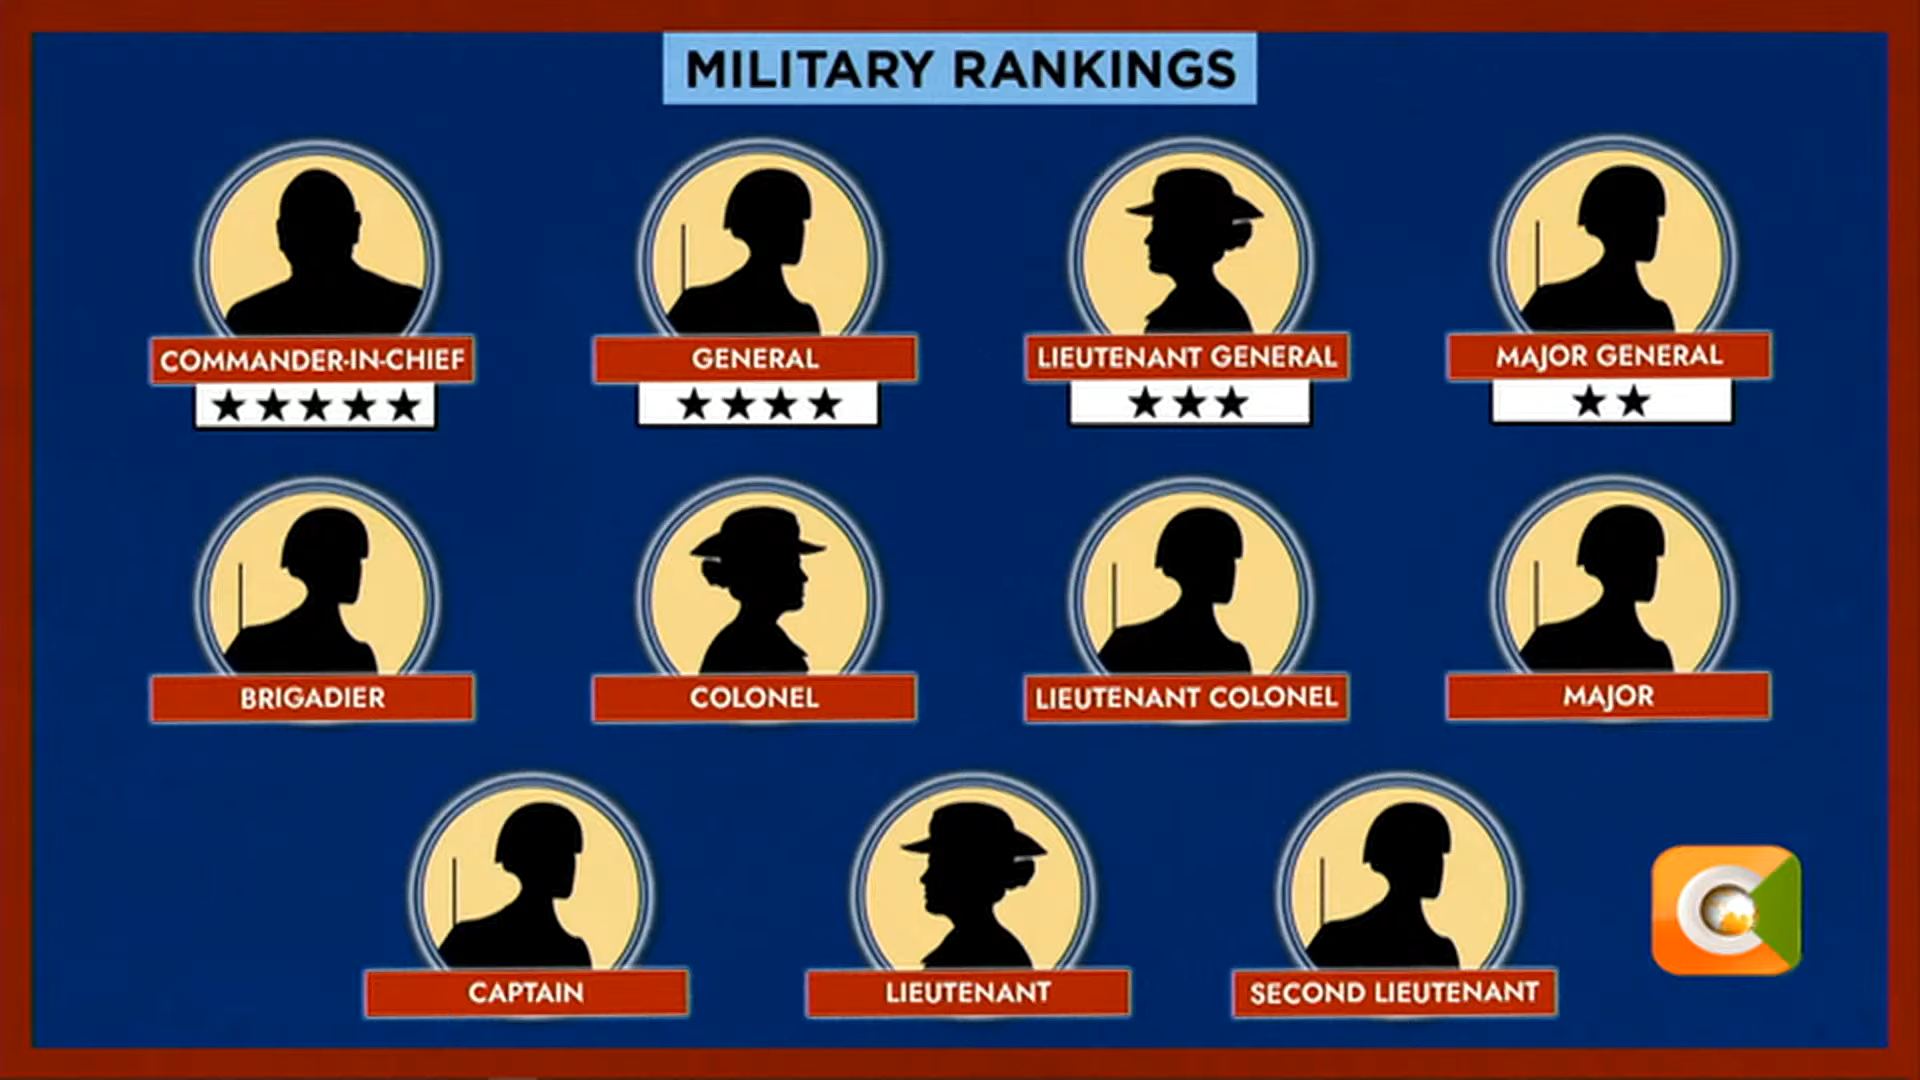 MILITARY RANKINGS
COMMANDER-IN-CHIEF
GENERAL
LIEUTENANT GENERAL
MAJOR GENERAL
BRIGADIER
COLONEL
LIEUTENANT COLONEL
MAJOR
CAPTAIN
LIEUTENANT
SECOND LIEUTENANT